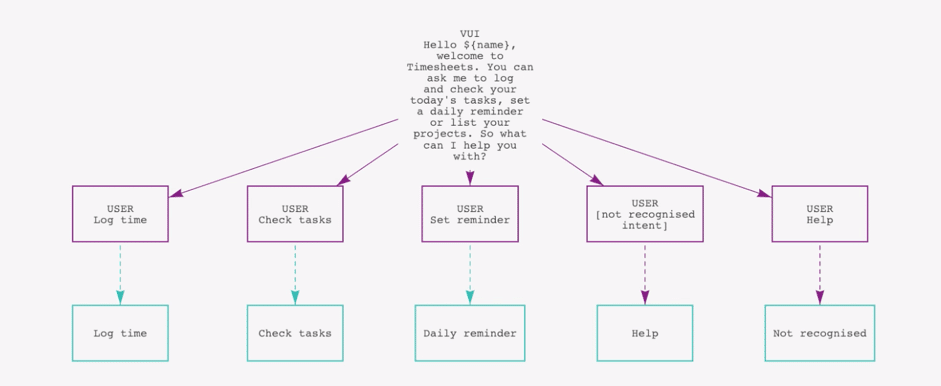 VUI
Hello ${name},
welcome to
Timesheets. You can
ask me to log
and check your
today's tasks, set
a daily reminder
or list your
projects. So what
can I help you
with?
USER
Log time
USER
Check tasks
USER
Set reminder
USER
[not recognised
intent]
USER
Help
Log time
Check tasks
Daily reminder
Help
Not recognised